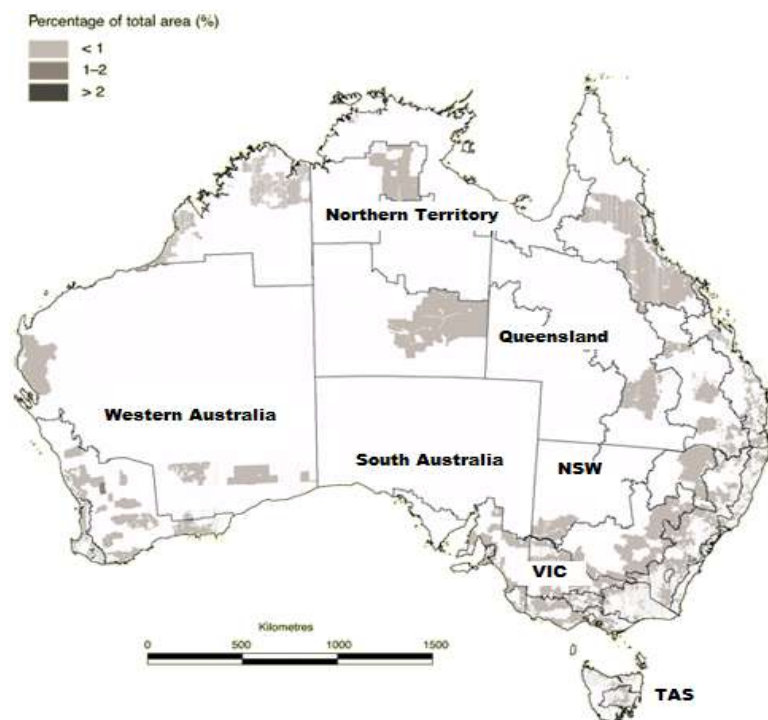 Percentage of total area (%)
< 1
1–2
> 2
Northern Territory
Queensland
Western Australia
South Australia
NSW
VIC
Kilometres
0 500 1000 1500
TAS